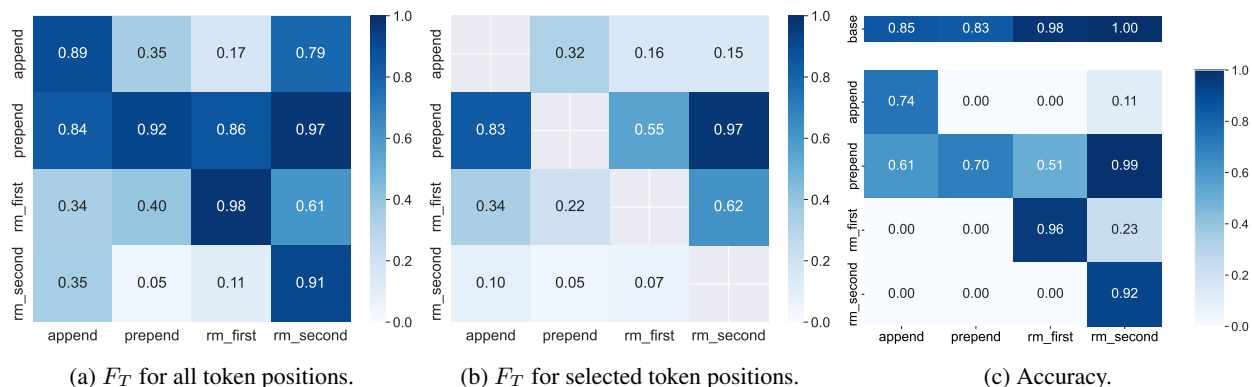 append 0.89 0.35 0.17 0.79
prepend 0.84 0.92 0.86 0.97
rm_first 0.34 0.40 0.98 0.61
rm_second 0.35 0.05 0.11 0.91
append prepend rm_first rm_second
1.0
0.8
0.6
0.4
0.2
0.0
(a) F_T for all token positions.
append 0.32 0.16 0.15
prepend 0.83 0.55 0.97
rm_first 0.34 0.22 0.62
rm_second 0.10 0.05 0.07
append prepend rm_first rm_second
1.0
0.8
0.6
0.4
0.2
0.0
(b) F_T for selected token positions.
base 0.85 0.83 0.98 1.00
append 0.74 0.00 0.00 0.11
prepend 0.61 0.70 0.51 0.99
rm_first 0.00 0.00 0.96 0.23
rm_second 0.00 0.00 0.00 0.92
append prepend rm_first rm_second
1.0
0.8
0.6
0.4
0.2
0.0
(c) Accuracy.